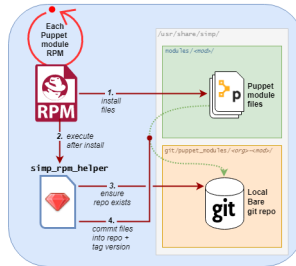 Each
Puppet
module
RPM
RPM
1.
install
files
2. execute
after install
simp_rpm_helper
3.
ensure
repo exists
4.
commit files
into repo +
tag version
/usr/share/simp/
modules/<mod>/
p
Puppet
module
files
git/puppet_modules/<org>-<mod>/
git
Local
Bare
git repo